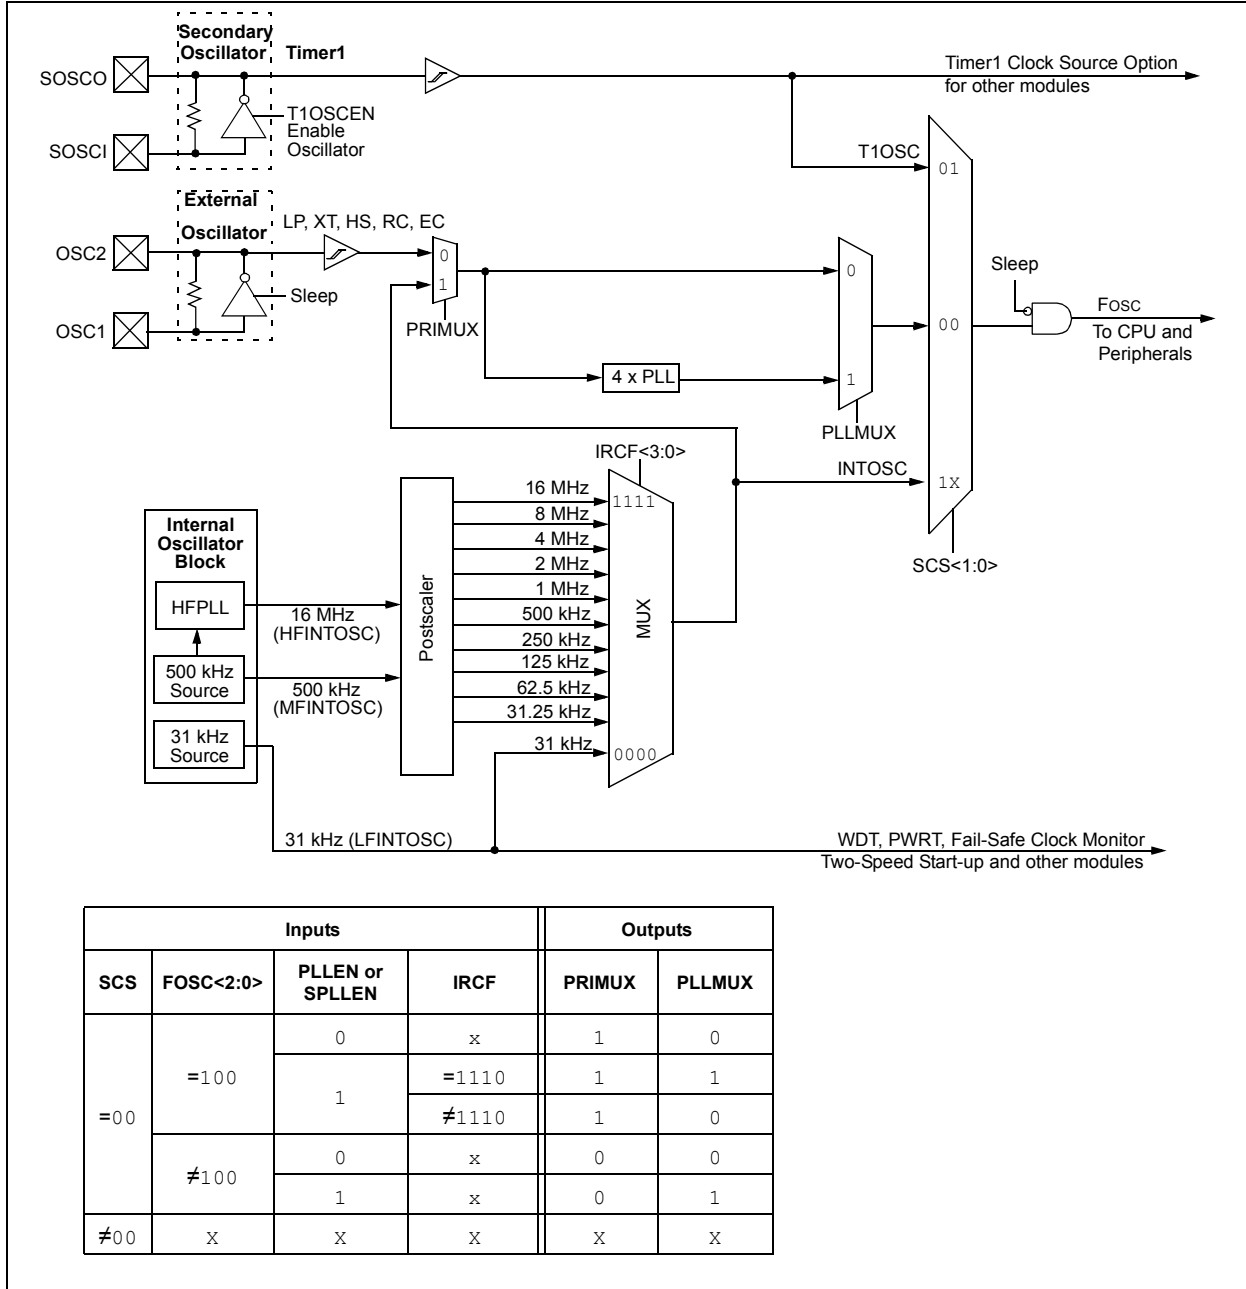 Secondary
Oscillator
Timer1
SOSCO
SOSCI
T1OSCEN
Enable
Oscillator
Timer1 Clock Source Option
for other modules
T1OSC
01
External
Oscillator
LP, XT, HS, RC, EC
OSC2
OSC1
Sleep
0
1
PRIMUX
4 x PLL
0
1
PLLMUX
00
Sleep
FOSC
To CPU and
Peripherals
INTOSC
1X
SCS<1:0>
IRCF<3:0>
Internal
Oscillator
Block
HFPLL
500 kHz
Source
31 kHz
Source
16 MHz
(HFINTOSC)
500 kHz
(MFINTOSC)
Postscaler
16 MHz
8 MHz
4 MHz
2 MHz
1 MHz
500 kHz
250 kHz
125 kHz
62.5 kHz
31.25 kHz
31 kHz
1111
MUX
0000
31 kHz (LFINTOSC)
WDT, PWRT, Fail-Safe Clock Monitor
Two-Speed Start-up and other modules
Inputs Outputs
SCS FOSC<2:0> PLLEN or SPLLEN IRCF PRIMUX PLLMUX
=00 =100 0 x 1 0
1 =1110 1 1
≠1110 1 0
≠100 0 x 0 0
1 x 0 1
≠00 X X X X X